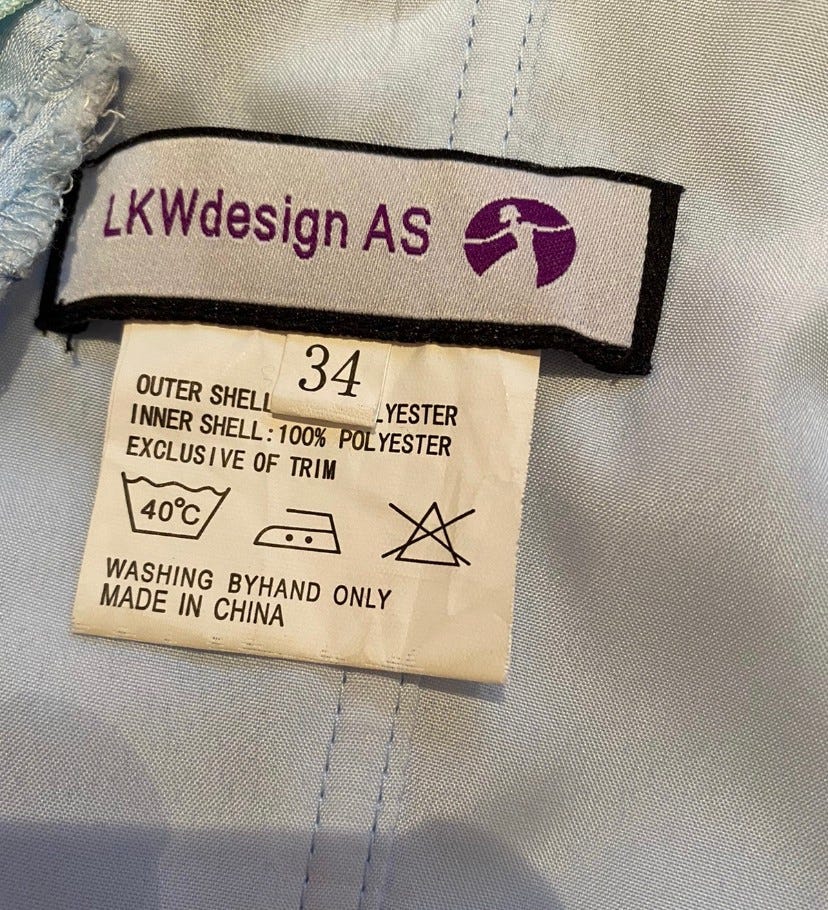 LKWdesign AS
34
OUTER SHELL LYESTER
INNER SHELL:100% POLYESTER
EXCLUSIVE OF TRIM
40°C
WASHING BYHAND ONLY
MADE IN CHINA